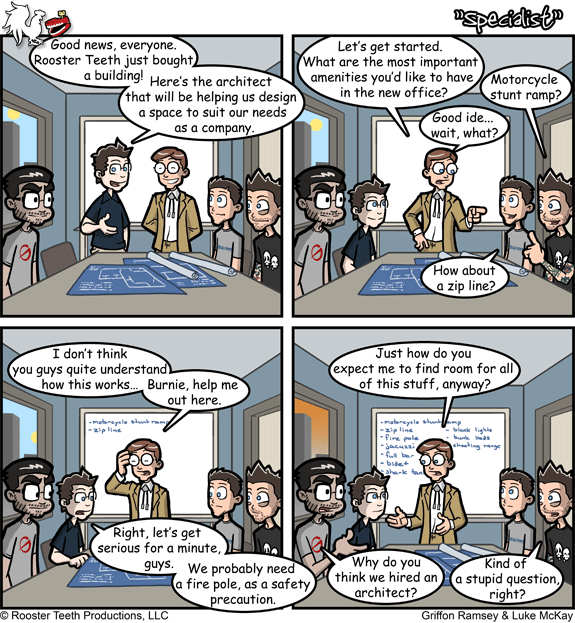 "specialist"
Good news, everyone.
Rooster Teeth just bought
a building!
Here's the architect
that will be helping us design
a space to suit our needs
as a company.
Let's get started.
What are the most important
amenities you'd like to have
in the new office?
Motorcycle
stunt ramp?
Good ide...
wait, what?
How about
a zip line?
I don't think
you guys quite understand
how this works...
Burnie, help me
out here.
-motorcycle stunt ramp
-zip line
Right, let's get
serious for a minute,
guys.
We probably need
a fire pole, as a safety
precaution.
Just how do you
expect me to find room for all
of this stuff, anyway?
-motorcycle stunt ramp
-zip line
-fire pole
-jacuzzi
-full bar
-bidet
-shark
-black lights
-bunk beds
-shooting range
Why do you
think we hired an
architect?
Kind of
a stupid question,
right?
© Rooster Teeth Productions, LLC
Griffon Ramsey & Luke McKay